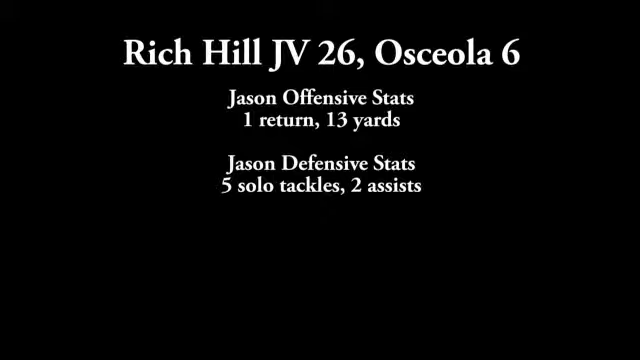 Rich Hill JV 26, Osceola 6
Jason Offensive Stats
1 return, 13 yards
Jason Defensive Stats
5 solo tackles, 2 assists